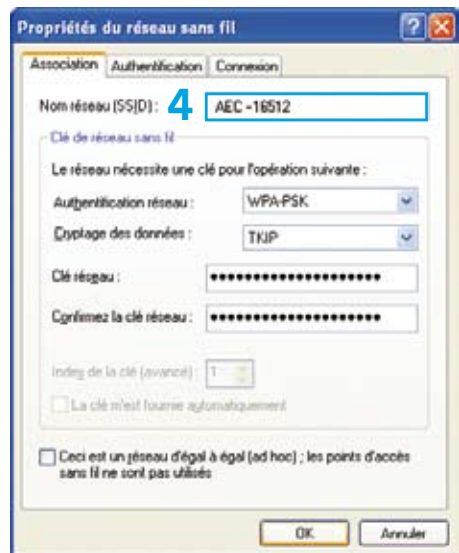 Propriétés du réseau sans fil
Association Authentification Connexion
Nom réseau (SSID) : 4 AEC -16512
Clé de réseau sans fil
Le réseau nécessite une clé pour l'opération suivante :
Authentification réseau : WPA-PSK
Cryptage des données : TKIP
Clé réseau : ••••••••••••••••••••
Confirmez la clé réseau : ••••••••••••••••••••
Index de la clé (avancé) : 1
La clé m'est fournie automatiquement
Ceci est un réseau d'égal à égal (ad hoc) ; les points d'accès
sans fil ne sont pas utilisés
OK Annuler